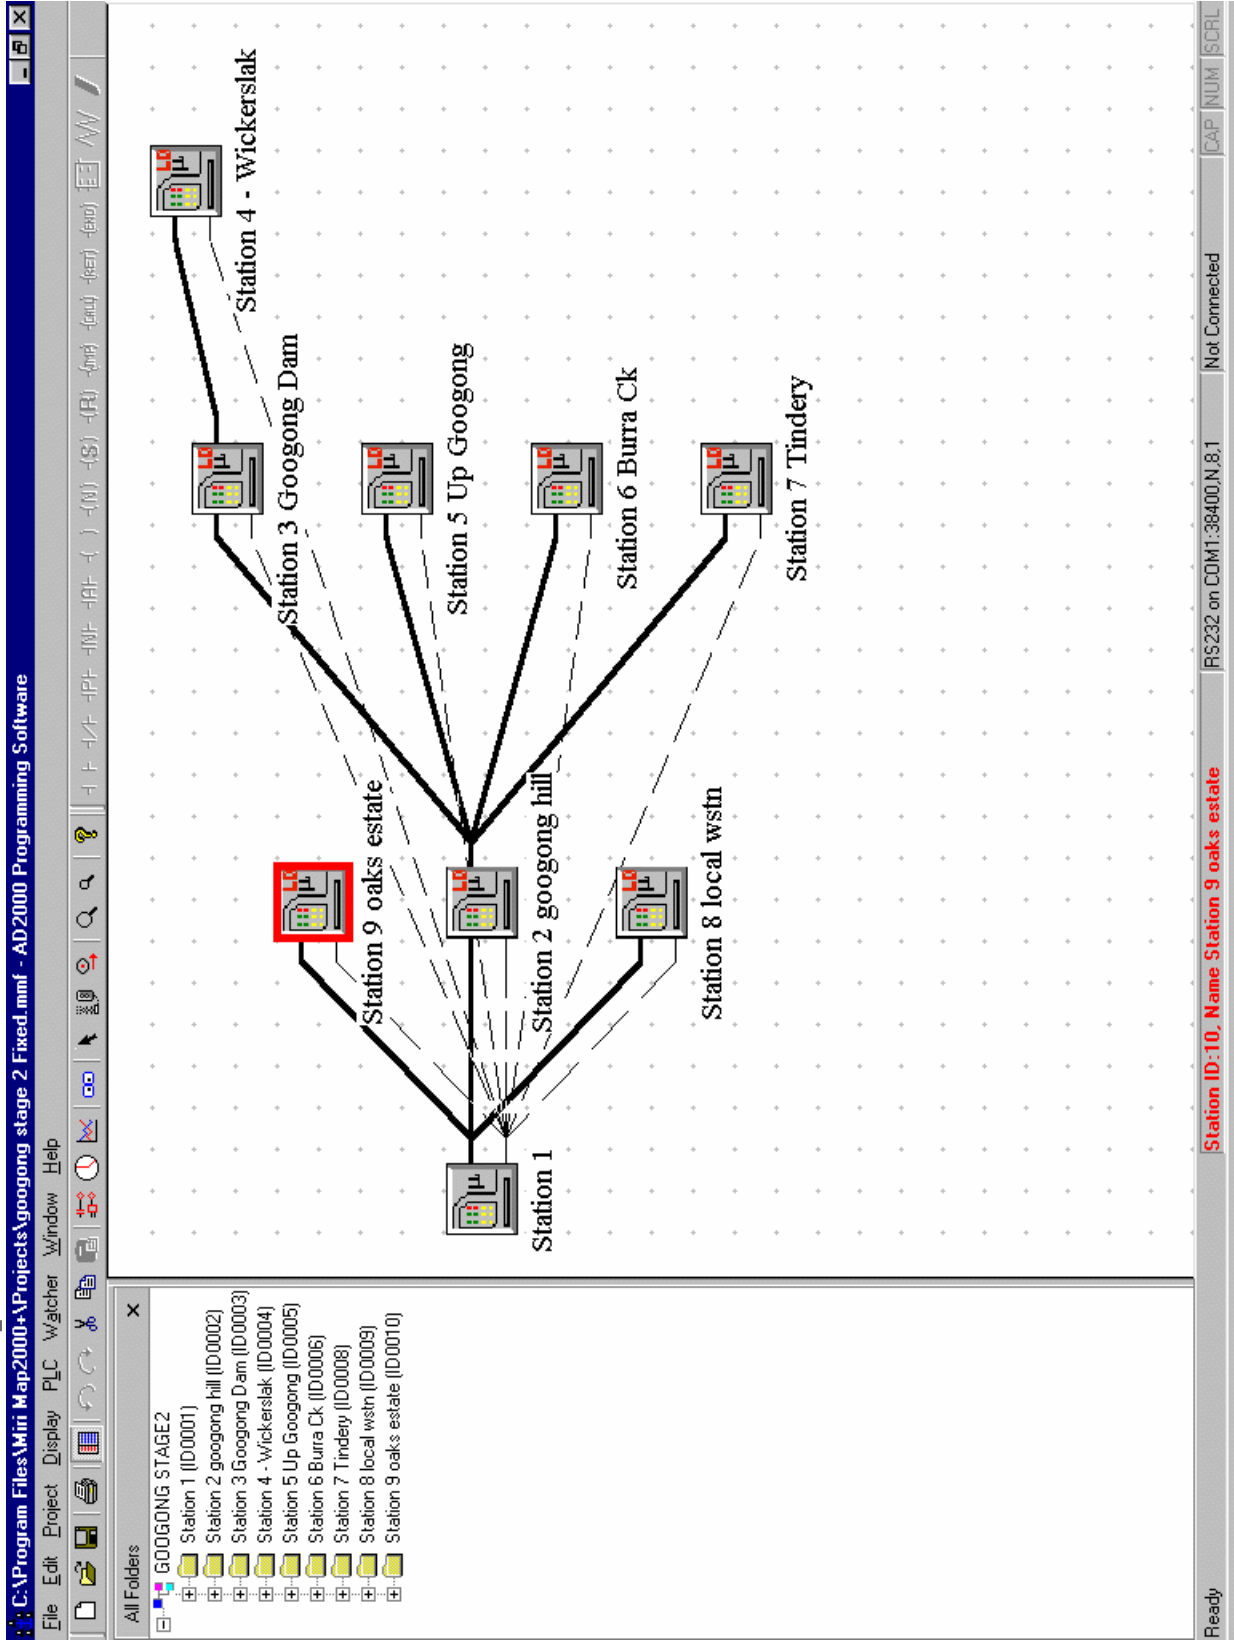 C:\Program Files\Miri Map2000+\Projects\googong stage 2 Fixed.mmf - AD2000 Programming Software
File Edit Project Display PLC Watcher Window Help
All Folders
GOOGONG STAGE2
Station 1 (ID0001)
Station 2 googong hill (ID0002)
Station 3 Googong Dam (ID0003)
Station 4 - Wickerslak (ID0004)
Station 5 Up Googong (ID0005)
Station 6 Burra Ck (ID0006)
Station 7 Tindery (ID0008)
Station 8 local wstn (ID0009)
Station 9 oaks estate (ID0010)
Station 4 - Wickerslak
Station 3 Googong Dam
Station 9 oaks estate
Station 5 Up Googong
Station 1
Station 2 googong hill
Station 6 Burra Ck
Station 8 local wstn
Station 7 Tindery
Ready
Station ID:10, Name Station 9 oaks estate
RS232 on COM1:38400,N,8,1
Not Connected
CAP NUM SCRL